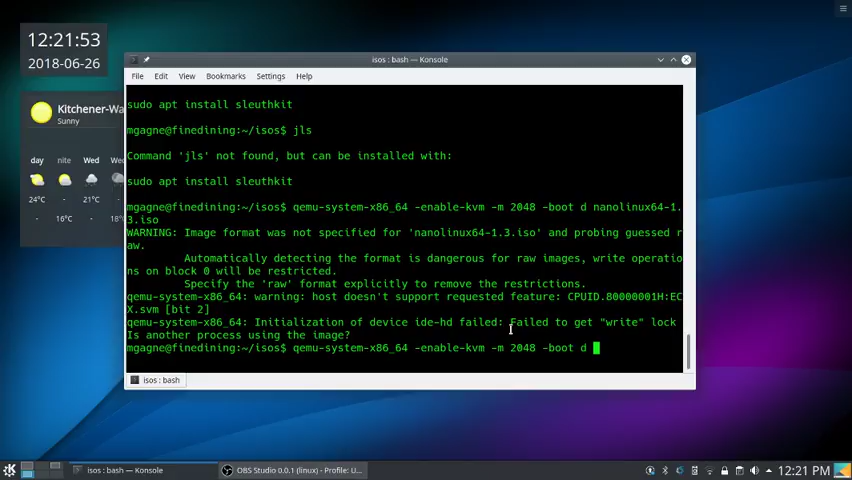 12:21:53
2018-06-26
Kitchener-Wa
Sunny
day nite Wed We
24°C - 21°C
- 16°C -
isos : bash — Konsole
File Edit View Bookmarks Settings Help
sudo apt install sleuthkit
mgagne@finedining:~/isos$ jls
Command 'jls' not found, but can be installed with:
sudo apt install sleuthkit
mgagne@finedining:~/isos$ qemu-system-x86_64 -enable-kvm -m 2048 -boot d nanolinux64-1.
3.iso
WARNING: Image format was not specified for 'nanolinux64-1.3.iso' and probing guessed r
aw.
Automatically detecting the format is dangerous for raw images, write operatio
ns on block 0 will be restricted.
Specify the 'raw' format explicitly to remove the restrictions.
qemu-system-x86_64: warning: host doesn't support requested feature: CPUID.80000001H:EC
X.svm [bit 2]
qemu-system-x86_64: Initialization of device ide-hd failed: Failed to get "write" lock
Is another process using the image?
mgagne@finedining:~/isos$ qemu-system-x86_64 -enable-kvm -m 2048 -boot d
isos : bash
isos : bash — Konsole
OBS Studio 0.0.1 (linux) - Profile: U...
12:21 PM